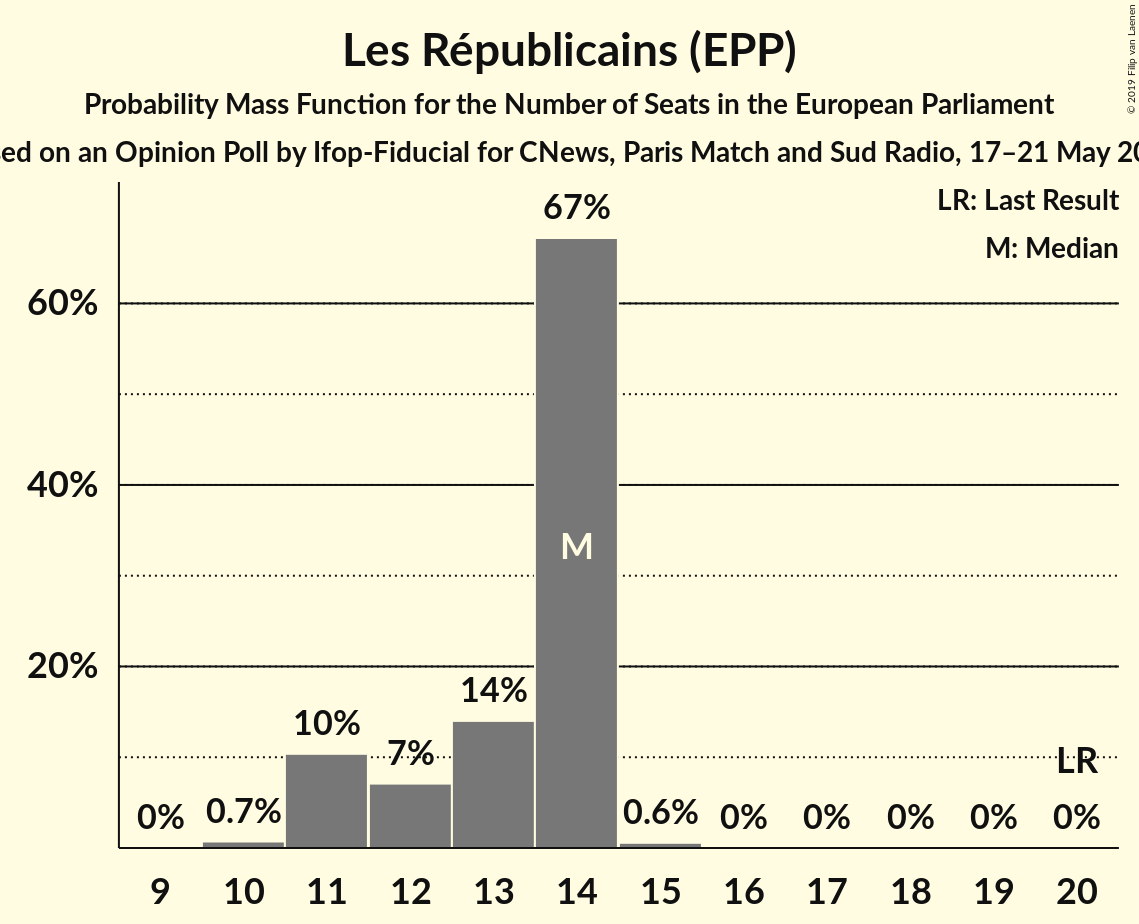 Les Républicains (EPP)
Probability Mass Function for the Number of Seats in the European Parliament
on an Opinion Poll by Ifop-Fiducial for CNews, Paris Match and Sud Radio, 17–21 May
© 2019 Filip van Laenen
LR: Last Result
M: Median
67%
60%
40%
M
20%
14%
10%
7%
LR
0%
0.7%
0.6%
0%
0%
0%
0%
0%
9 10 11 12 13 14 15 16 17 18 19 20